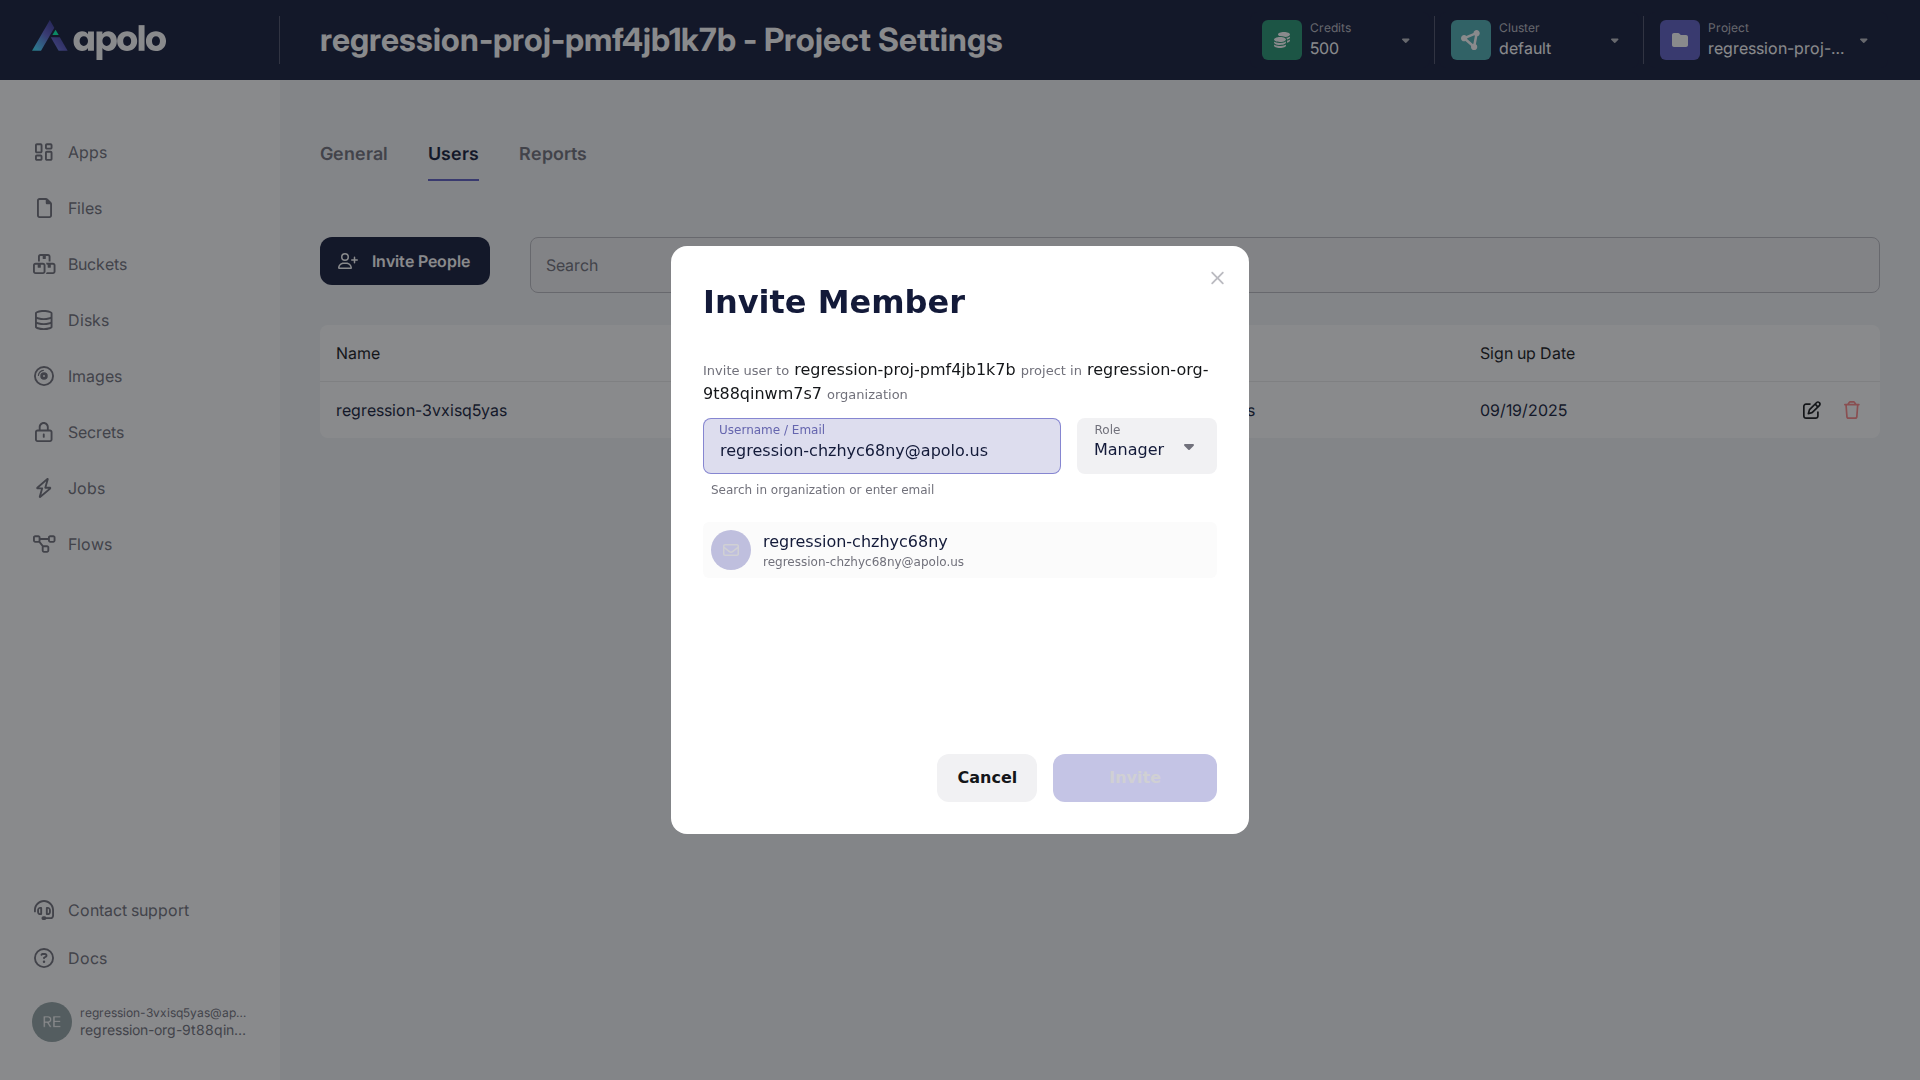 apolo
regression-proj-pmf4jb1k7b - Project Settings
Credits
500
Cluster
default
Project
regression-proj-...
Apps
Files
Buckets
Disks
Images
Secrets
Jobs
Flows
Contact support
Docs
RE
regression-3vxisq5yas@ap...
regression-org-9t88qin...
General
Users
Reports
Invite People
Search
Name
Sign up Date
regression-3vxisq5yas
s
09/19/2025
Invite Member
Invite user to regression-proj-pmf4jb1k7b project in regression-org-
9t88qinwm7s7 organization
Username / Email
regression-chzhyc68ny@apolo.us
Role
Manager
Search in organization or enter email
regression-chzhyc68ny
regression-chzhyc68ny@apolo.us
Cancel
Invite